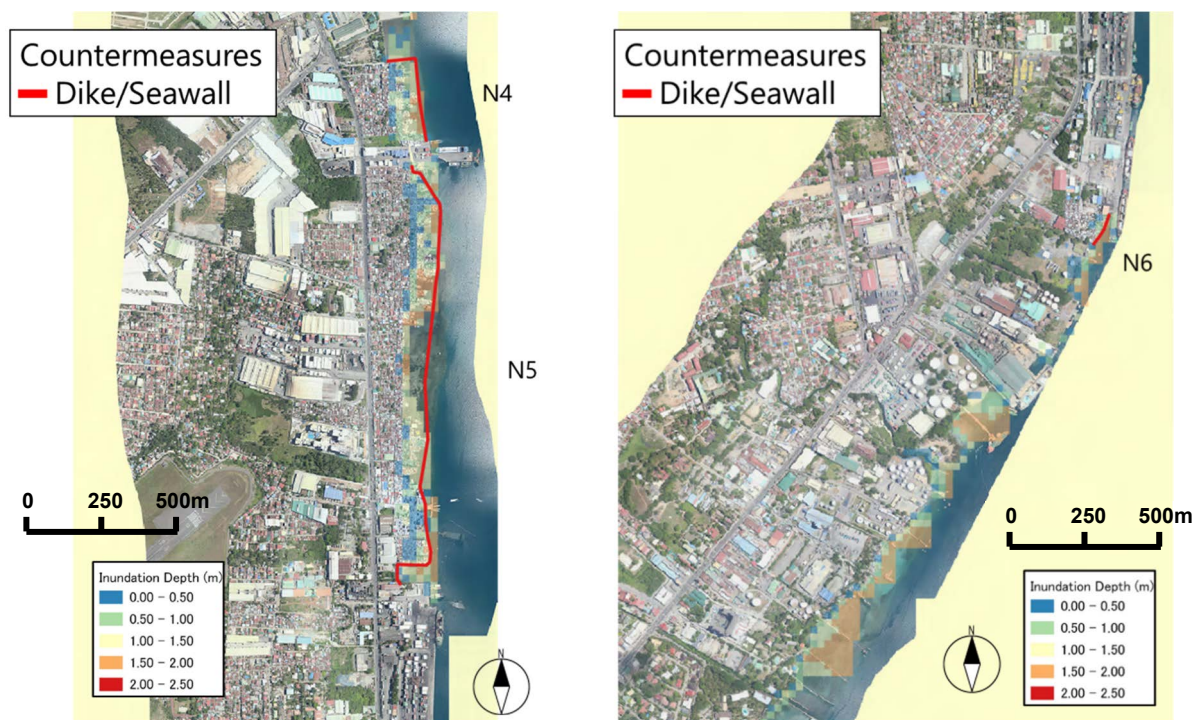 Countermeasures
Dike/Seawall
N4
N5
0 250 500m
Inundation Depth (m)
0.00 - 0.50
0.50 - 1.00
1.00 - 1.50
1.50 - 2.00
2.00 - 2.50
N
Countermeasures
Dike/Seawall
N6
0 250 500m
Inundation Depth (m)
0.00 - 0.50
0.50 - 1.00
1.00 - 1.50
1.50 - 2.00
2.00 - 2.50
N